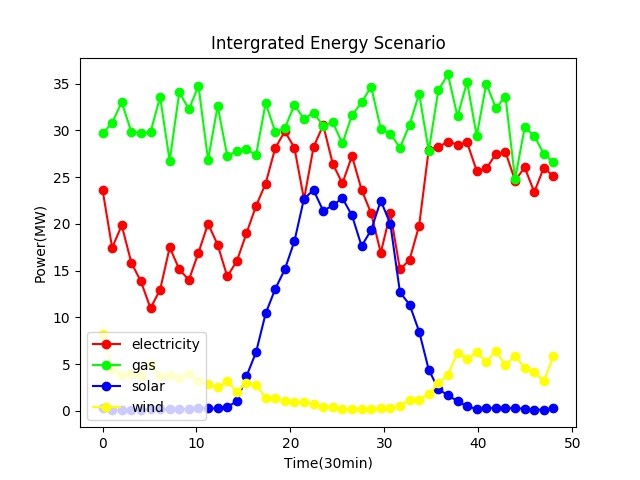 Intergrated Energy Scenario
Power(MW)
35
30
25
20
15
10
5
0
electricity
gas
solar
wind
0 10 20 30 40 50
Time(30min)